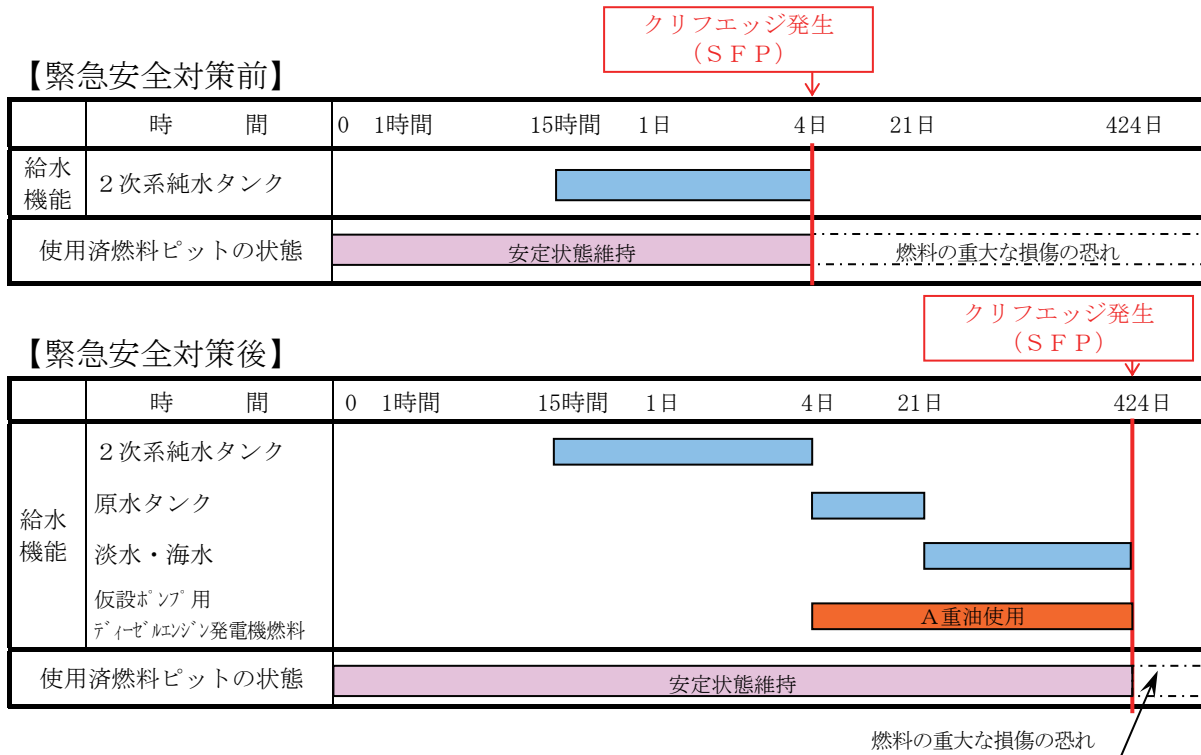 クリフエッジ発生
(SFP)
【緊急安全対策前】
時 間 0 1時間 15時間 1日 4日 21日 424日
給水
機能
2次系純水タンク
使用済燃料ピットの状態 安定状態維持 燃料の重大な損傷の恐れ
クリフエッジ発生
(SFP)
【緊急安全対策後】
時 間 0 1時間 15時間 1日 4日 21日 424日
給水
機能
2次系純水タンク
原水タンク
淡水・海水
仮設ポンプ用
ディーゼルエンジン発電機燃料
A重油使用
使用済燃料ピットの状態 安定状態維持
燃料の重大な損傷の恐れ